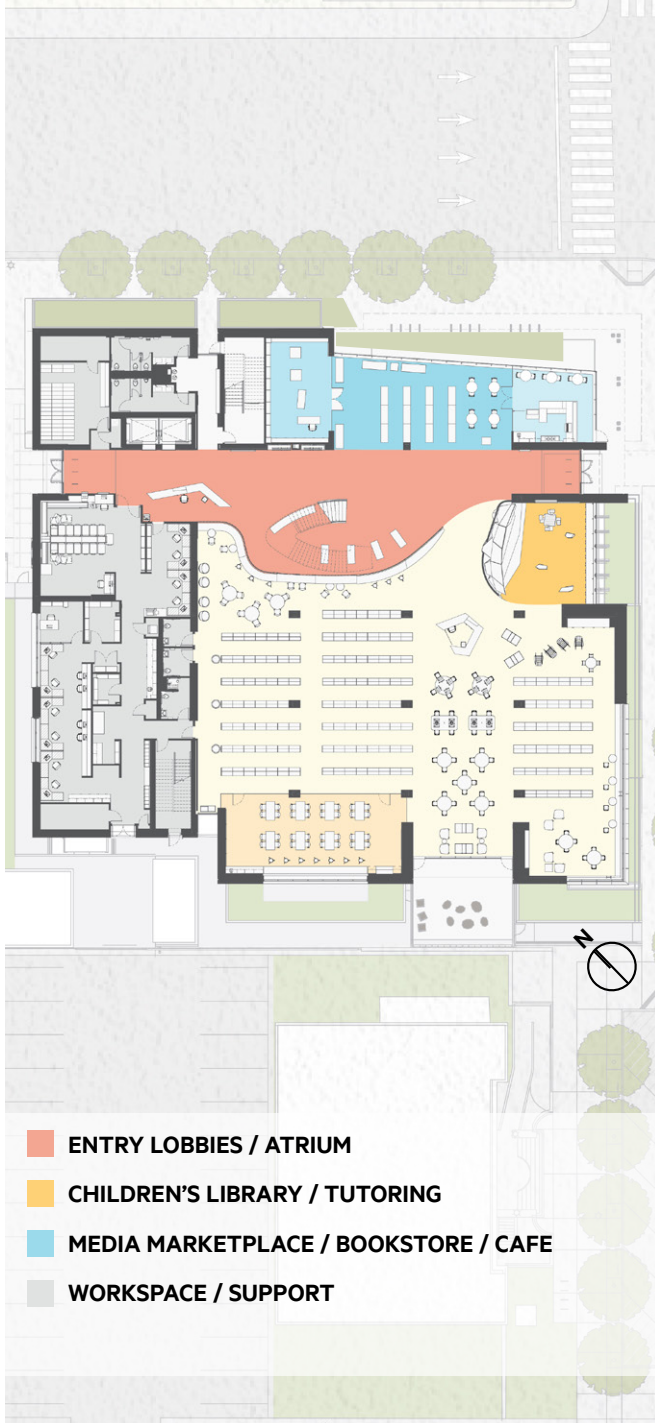 N
ENTRY LOBBIES / ATRIUM
CHILDREN’S LIBRARY / TUTORING
MEDIA MARKETPLACE / BOOKSTORE / CAFE
WORKSPACE / SUPPORT